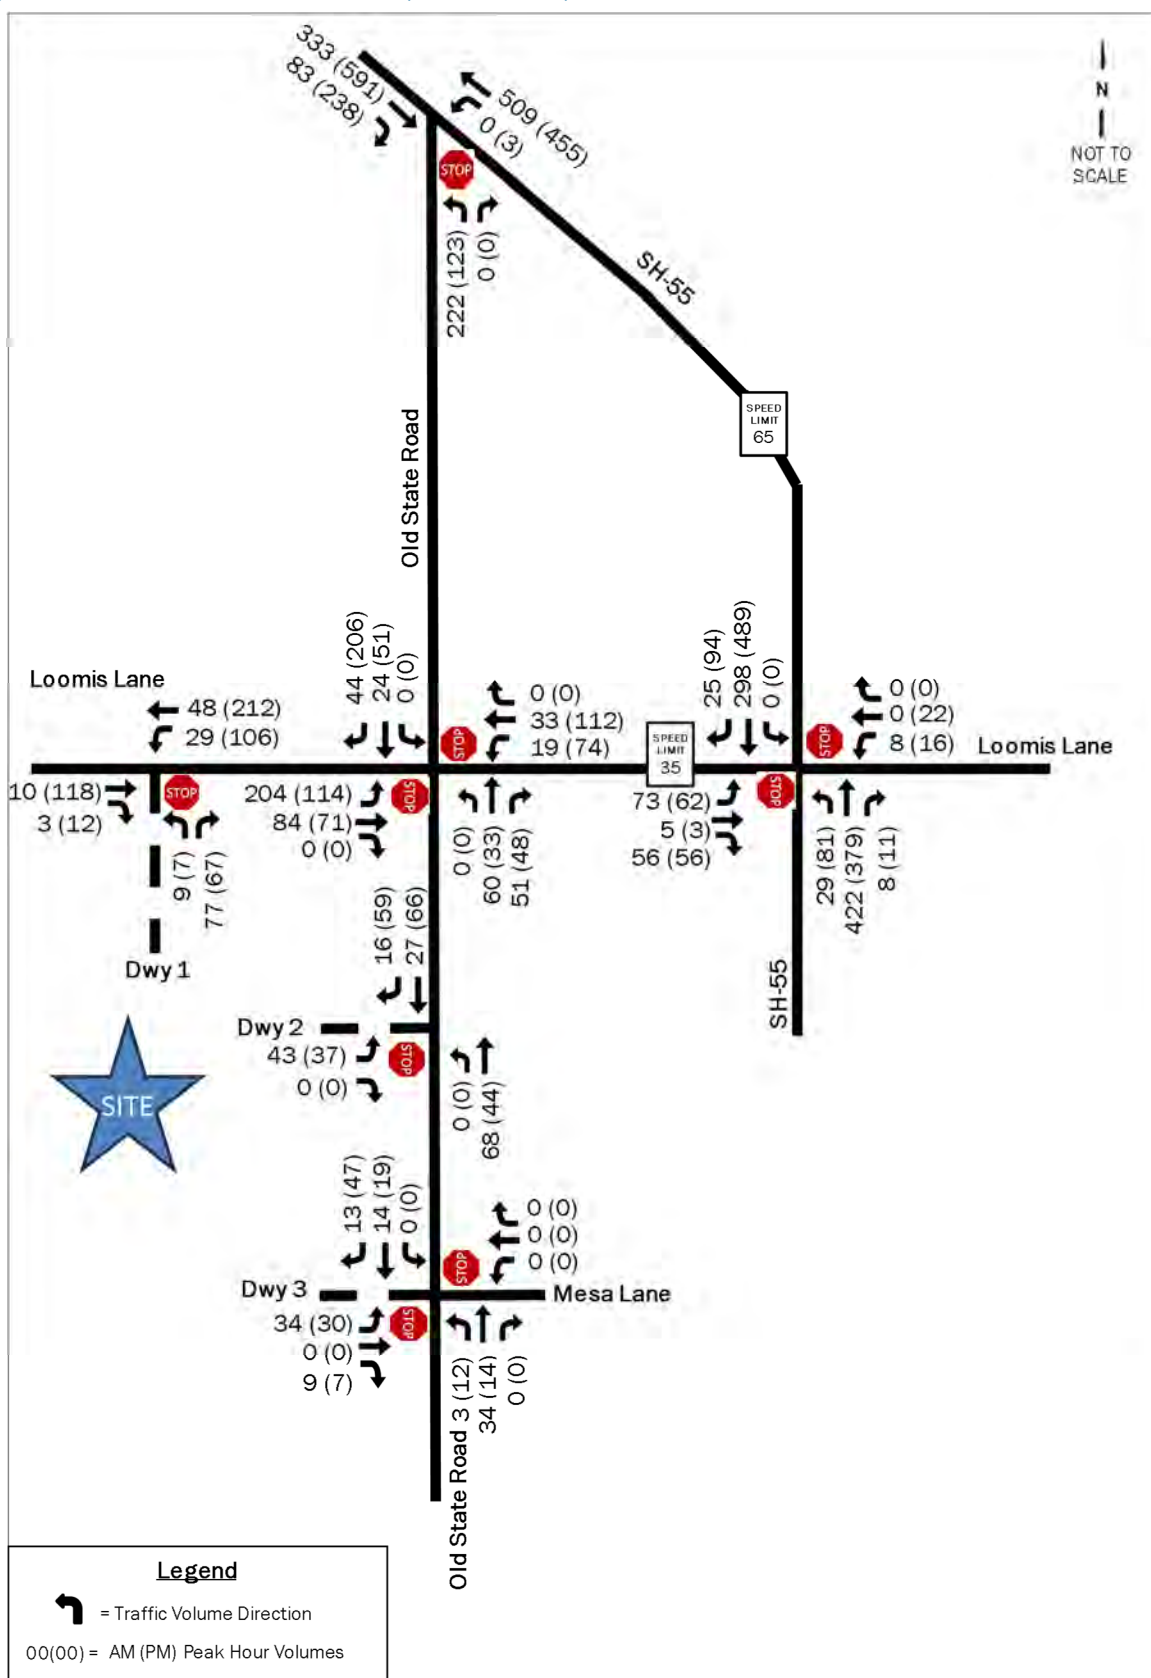 333 (591)
83 (238)
509 (455)
0 (3)
N
NOT TO
SCALE
STOP
222 (123)
0 (0)
SH-55
SPEED
LIMIT
65
Old State Road
44 (206)
24 (51)
0 (0)
25 (94)
298 (489)
0 (0)
Loomis Lane
48 (212)
29 (106)
0 (0)
33 (112)
19 (74)
STOP
SPEED
LIMIT
35
STOP
0 (0)
0 (22)
8 (16)
Loomis Lane
10 (118)
3 (12)
STOP
9 (7)
77 (67)
204 (114)
84 (71)
0 (0)
STOP
0 (0)
60 (33)
51 (48)
73 (62)
5 (3)
56 (56)
STOP
29 (81)
422 (379)
8 (11)
Dwy 1
16 (59)
27 (66)
SH-55
Dwy 2
43 (37)
0 (0)
STOP
0 (0)
68 (44)
SITE
13 (47)
14 (19)
0 (0)
0 (0)
0 (0)
0 (0)
STOP
Dwy 3
Mesa Lane
34 (30)
0 (0)
9 (7)
STOP
3 (12)
34 (14)
0 (0)
Old State Road
Legend
= Traffic Volume Direction
00(00) = AM (PM) Peak Hour Volumes